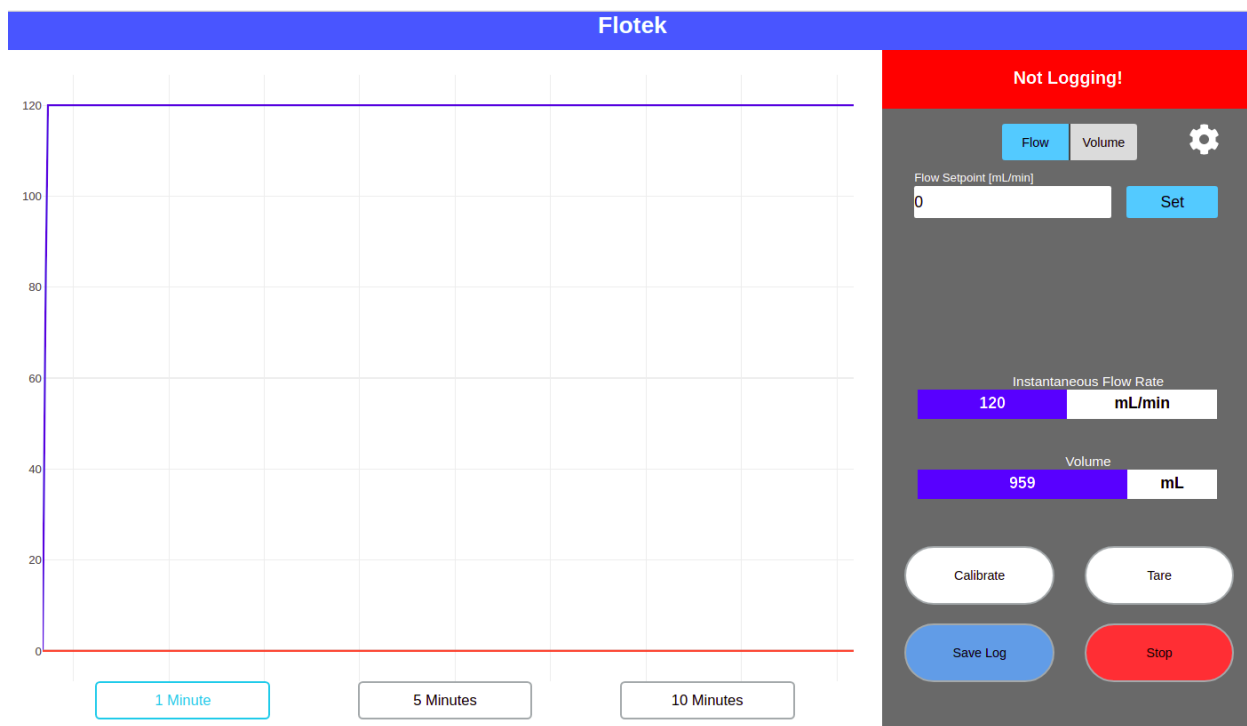 Flotek
Not Logging!
Flow Volume
Flow Setpoint [mL/min]
0 Set
120
100
80
60
40
20
0
Instantaneous Flow Rate
120 mL/min
Volume
959 mL
Calibrate Tare
Save Log Stop
1 Minute 5 Minutes 10 Minutes